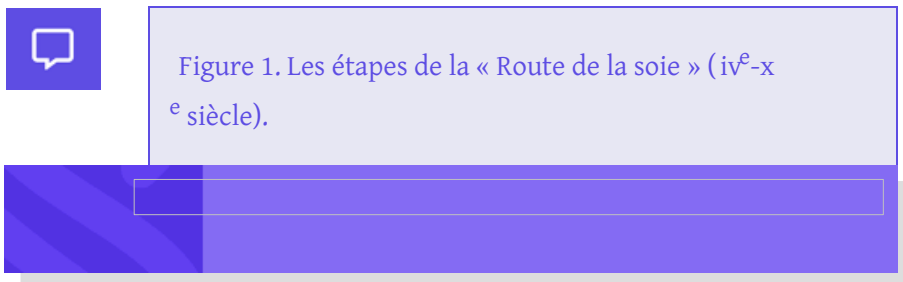 Figure 1. Les étapes de la « Route de la soie » (ive-x
e siècle).